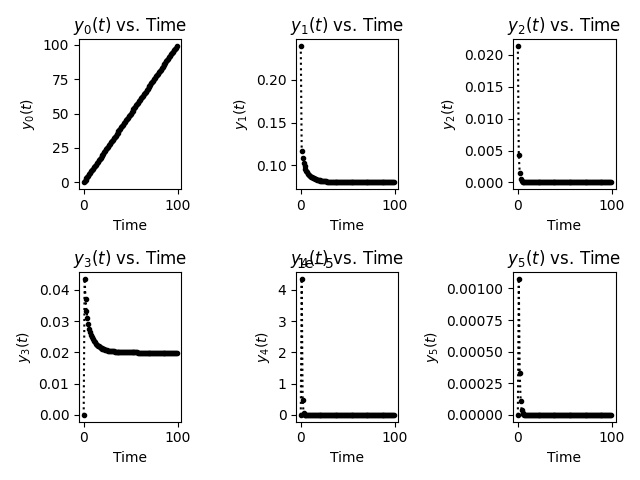 y₀(t) vs. Time
y₁(t) vs. Time
y₂(t) vs. Time
100
75
50
25
0
y₀(t)
0 100
Time
0.20
0.15
0.10
y₁(t)
0 100
Time
0.020
0.015
0.010
0.005
0.000
y₂(t)
0 100
Time
y₃(t) vs. Time
y₄(t) vs. Time
y₅(t) vs. Time
0.04
0.03
0.02
0.01
0.00
y₃(t)
0 100
Time
1e−5
4
3
2
1
0
y₄(t)
0 100
Time
0.00100
0.00075
0.00050
0.00025
0.00000
y₅(t)
0 100
Time